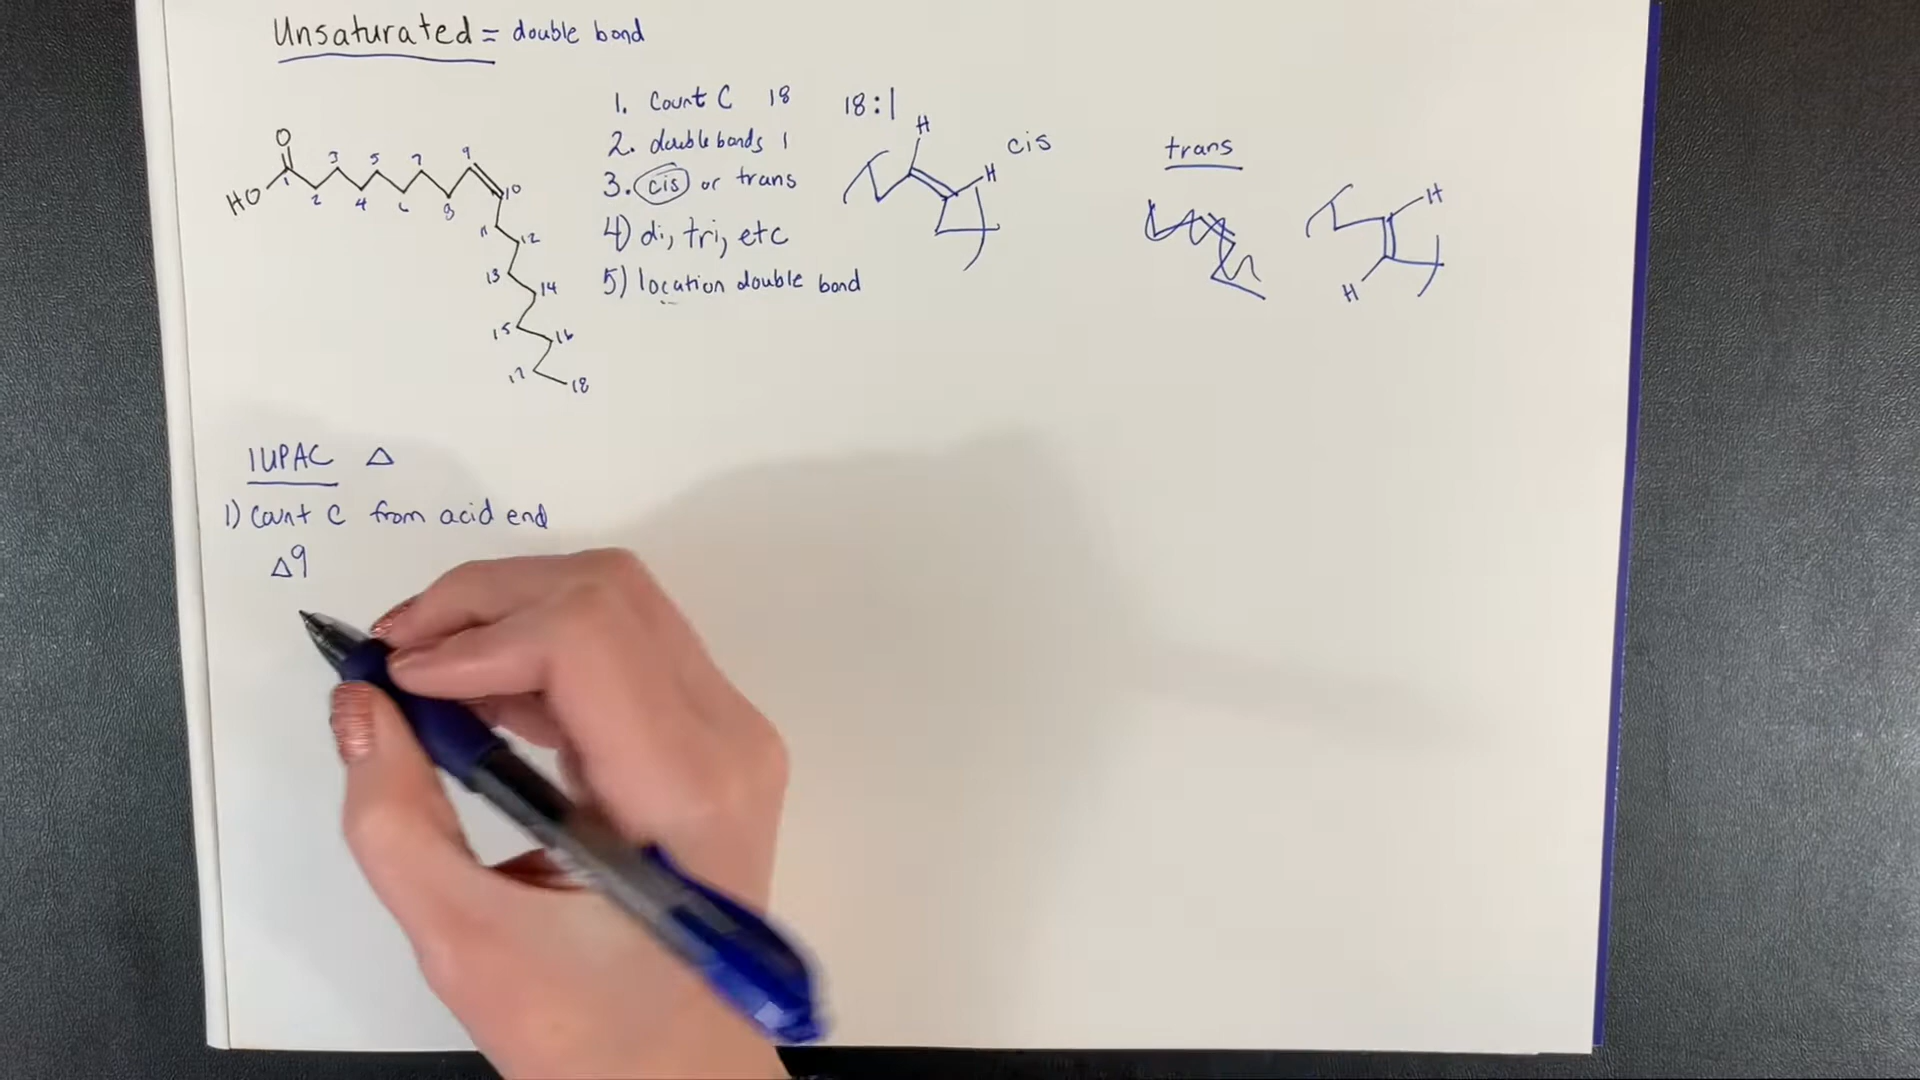 Unsaturated = double bond
1. Count C 18 18:1
2. double bonds 1
3. cis or trans
4) di, tri, etc
5) location double bond
O
HO
1 2 3 4 5 6 7 8 9 10
11 12
13 14
15 16
17 18
H
H
cis
trans
H
H
IUPAC Δ
1) Count C from acid end
Δ9